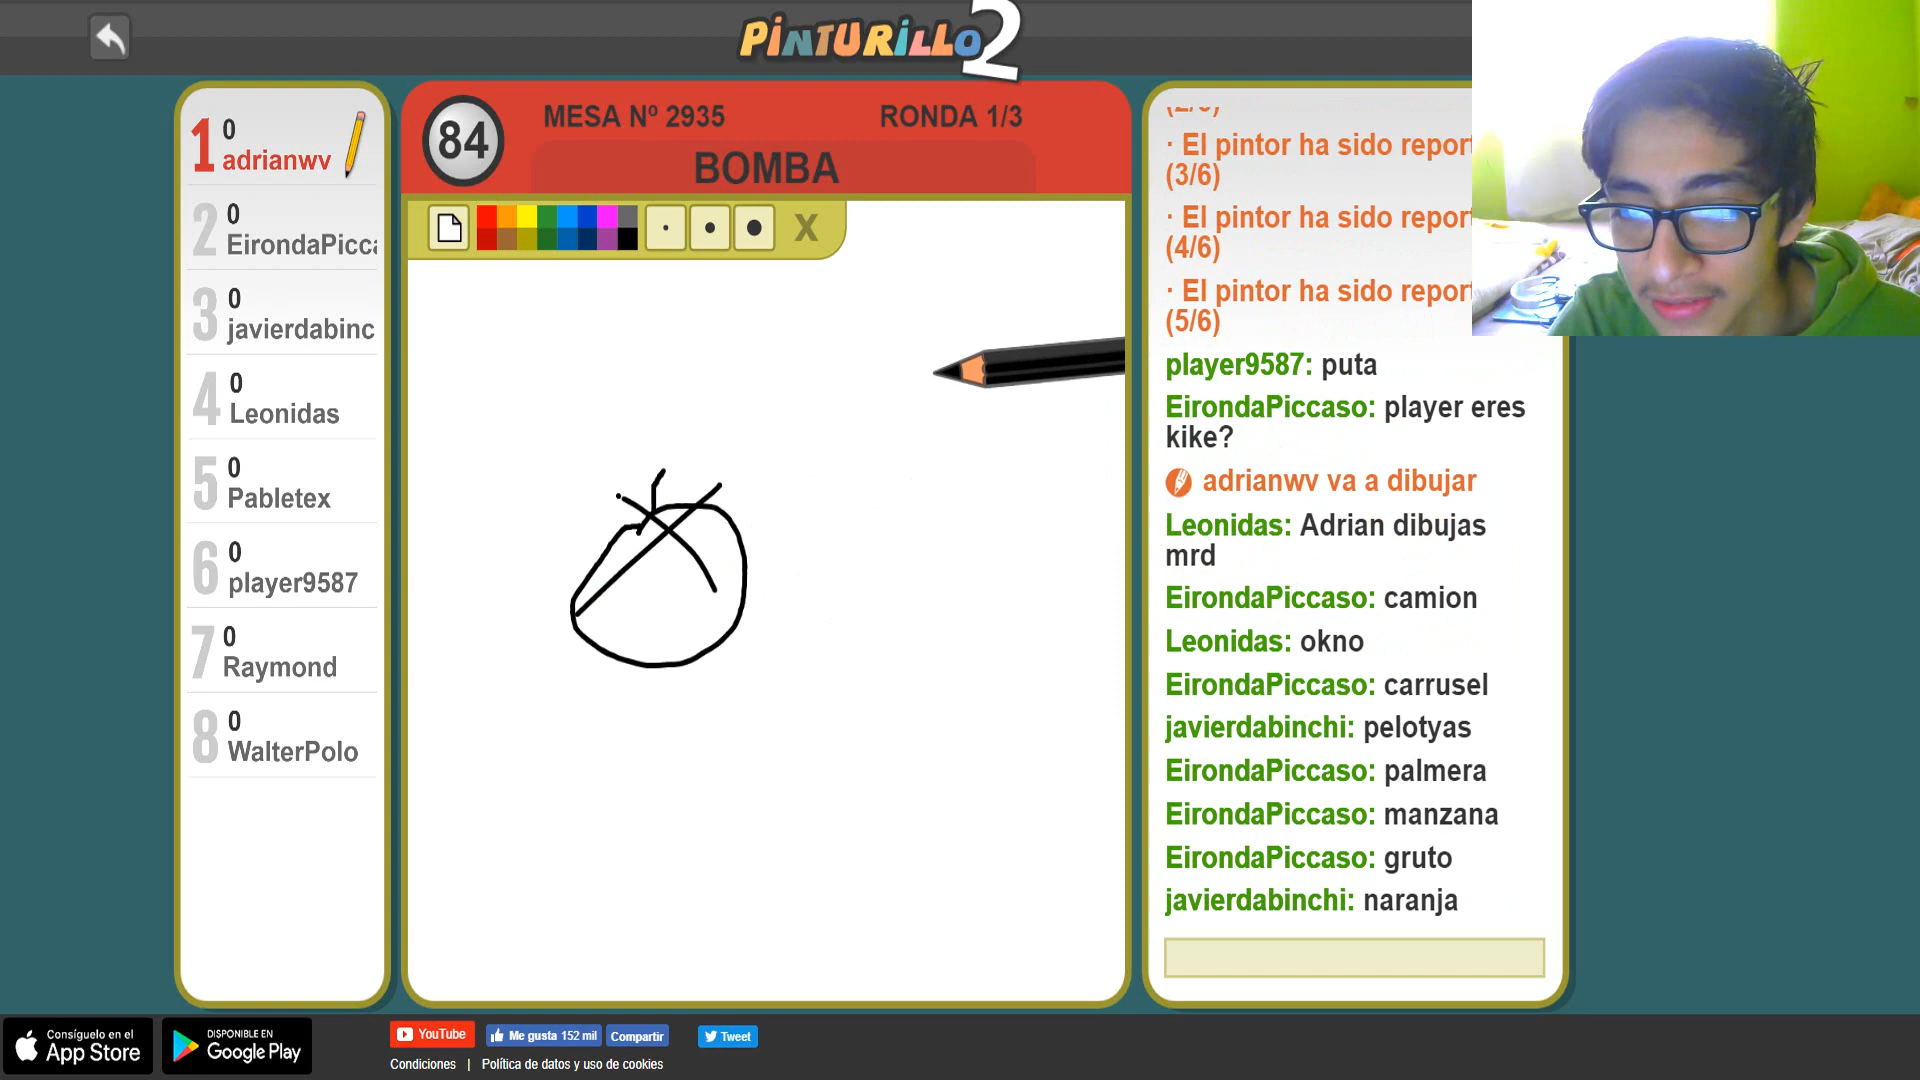 PINTURILLO 2
1 0
adrianwv
2 0
EirondaPicca
3 0
javierdabinc
4 0
Leonidas
5 0
Pabletex
6 0
player9587
7 0
Raymond
8 0
WalterPolo
84
MESA Nº 2935
RONDA 1/3
BOMBA
X
· El pintor ha sido report
(3/6)
· El pintor ha sido report
(4/6)
· El pintor ha sido report
(5/6)
player9587: puta
EirondaPiccaso: player eres
kike?
adrianwv va a dibujar
Leonidas: Adrian dibujas
mrd
EirondaPiccaso: camion
Leonidas: okno
EirondaPiccaso: carrusel
javierdabinchi: pelotyas
EirondaPiccaso: palmera
EirondaPiccaso: manzana
EirondaPiccaso: gruto
javierdabinchi: naranja
Consíguelo en el
App Store
DISPONIBLE EN
Google Play
YouTube
Me gusta 152 mil
Compartir
Tweet
Condiciones | Política de datos y uso de cookies